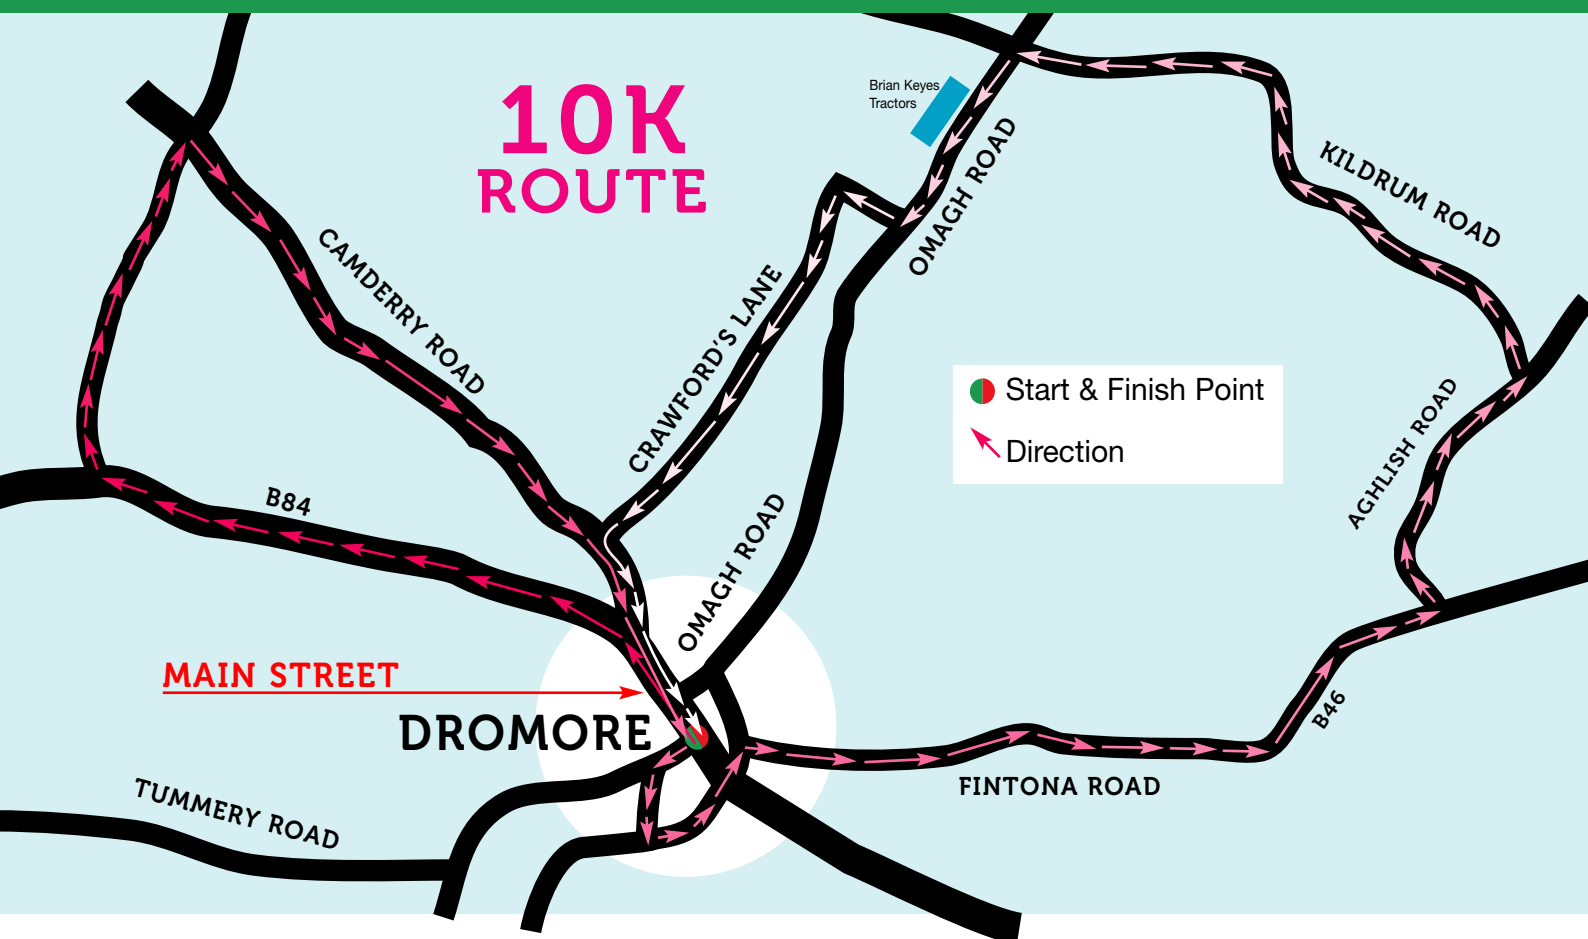 10K
ROUTE
Brian Keyes
Tractors
OMAGH ROAD
KILDRUM ROAD
CAMDERRY ROAD
CRAWFORD'S LANE
Start & Finish Point
Direction
AGHLISH ROAD
B84
OMAGH ROAD
MAIN STREET
DROMORE
B46
FINTONA ROAD
TUMMERY ROAD